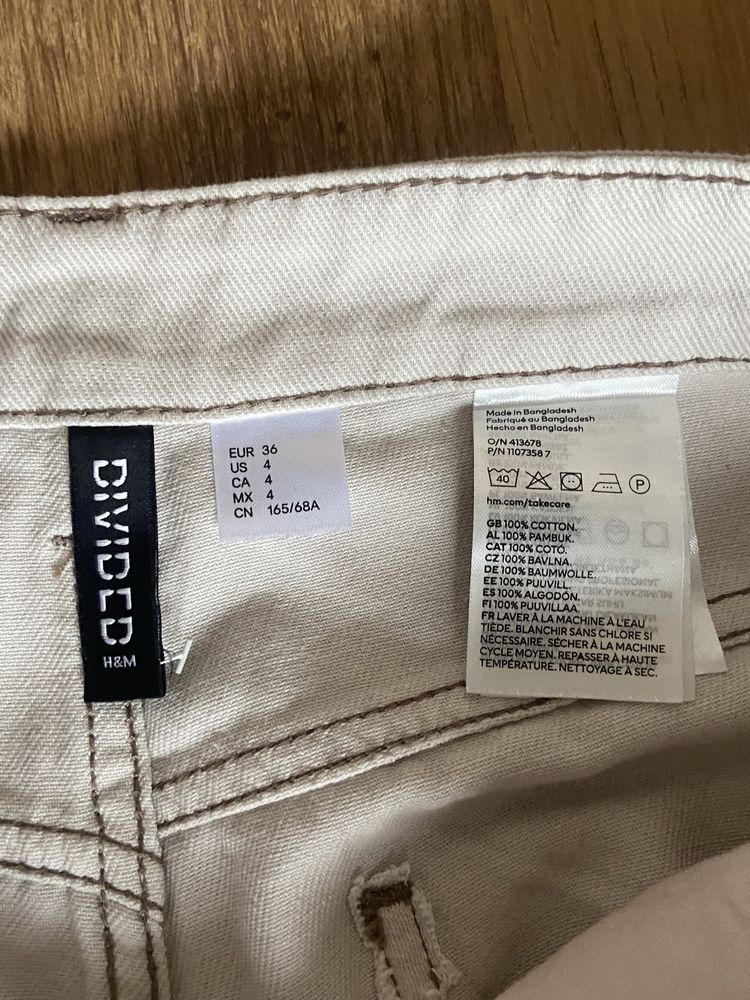 DIVIDED
H&M
EUR 36
US 4
CA 4
MX 4
CN 165/68A
Made in Bangladesh
Fabriqué au Bangladesh
Hecho en Bangladesh
O/N 413678
P/N 1107358 7
40
P
hm.com/takecare
GB 100% COTTON.
AL 100% PAMBUK.
CAT 100% COTÓ.
CZ 100% BAVLNA.
DE 100% BAUMWOLLE.
EE 100% PUUVILL.
ES 100% ALGODÓN.
FI 100% PUUVILLAA.
FR LAVER À LA MACHINE À L'EAU
TIÈDE. BLANCHIR SANS CHLORE SI
NÉCESSAIRE. SÉCHER À LA MACHINE
CYCLE MOYEN. REPASSER À HAUTE
TEMPÉRATURE. NETTOYAGE À SEC.